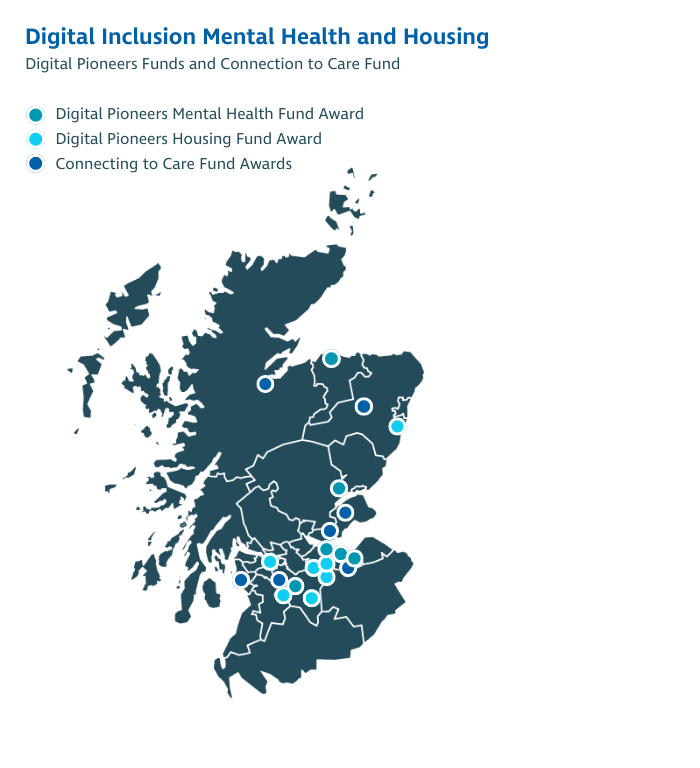 Digital Inclusion Mental Health and Housing
Digital Pioneers Funds and Connection to Care Fund
Digital Pioneers Mental Health Fund Award
Digital Pioneers Housing Fund Award
Connecting to Care Fund Awards